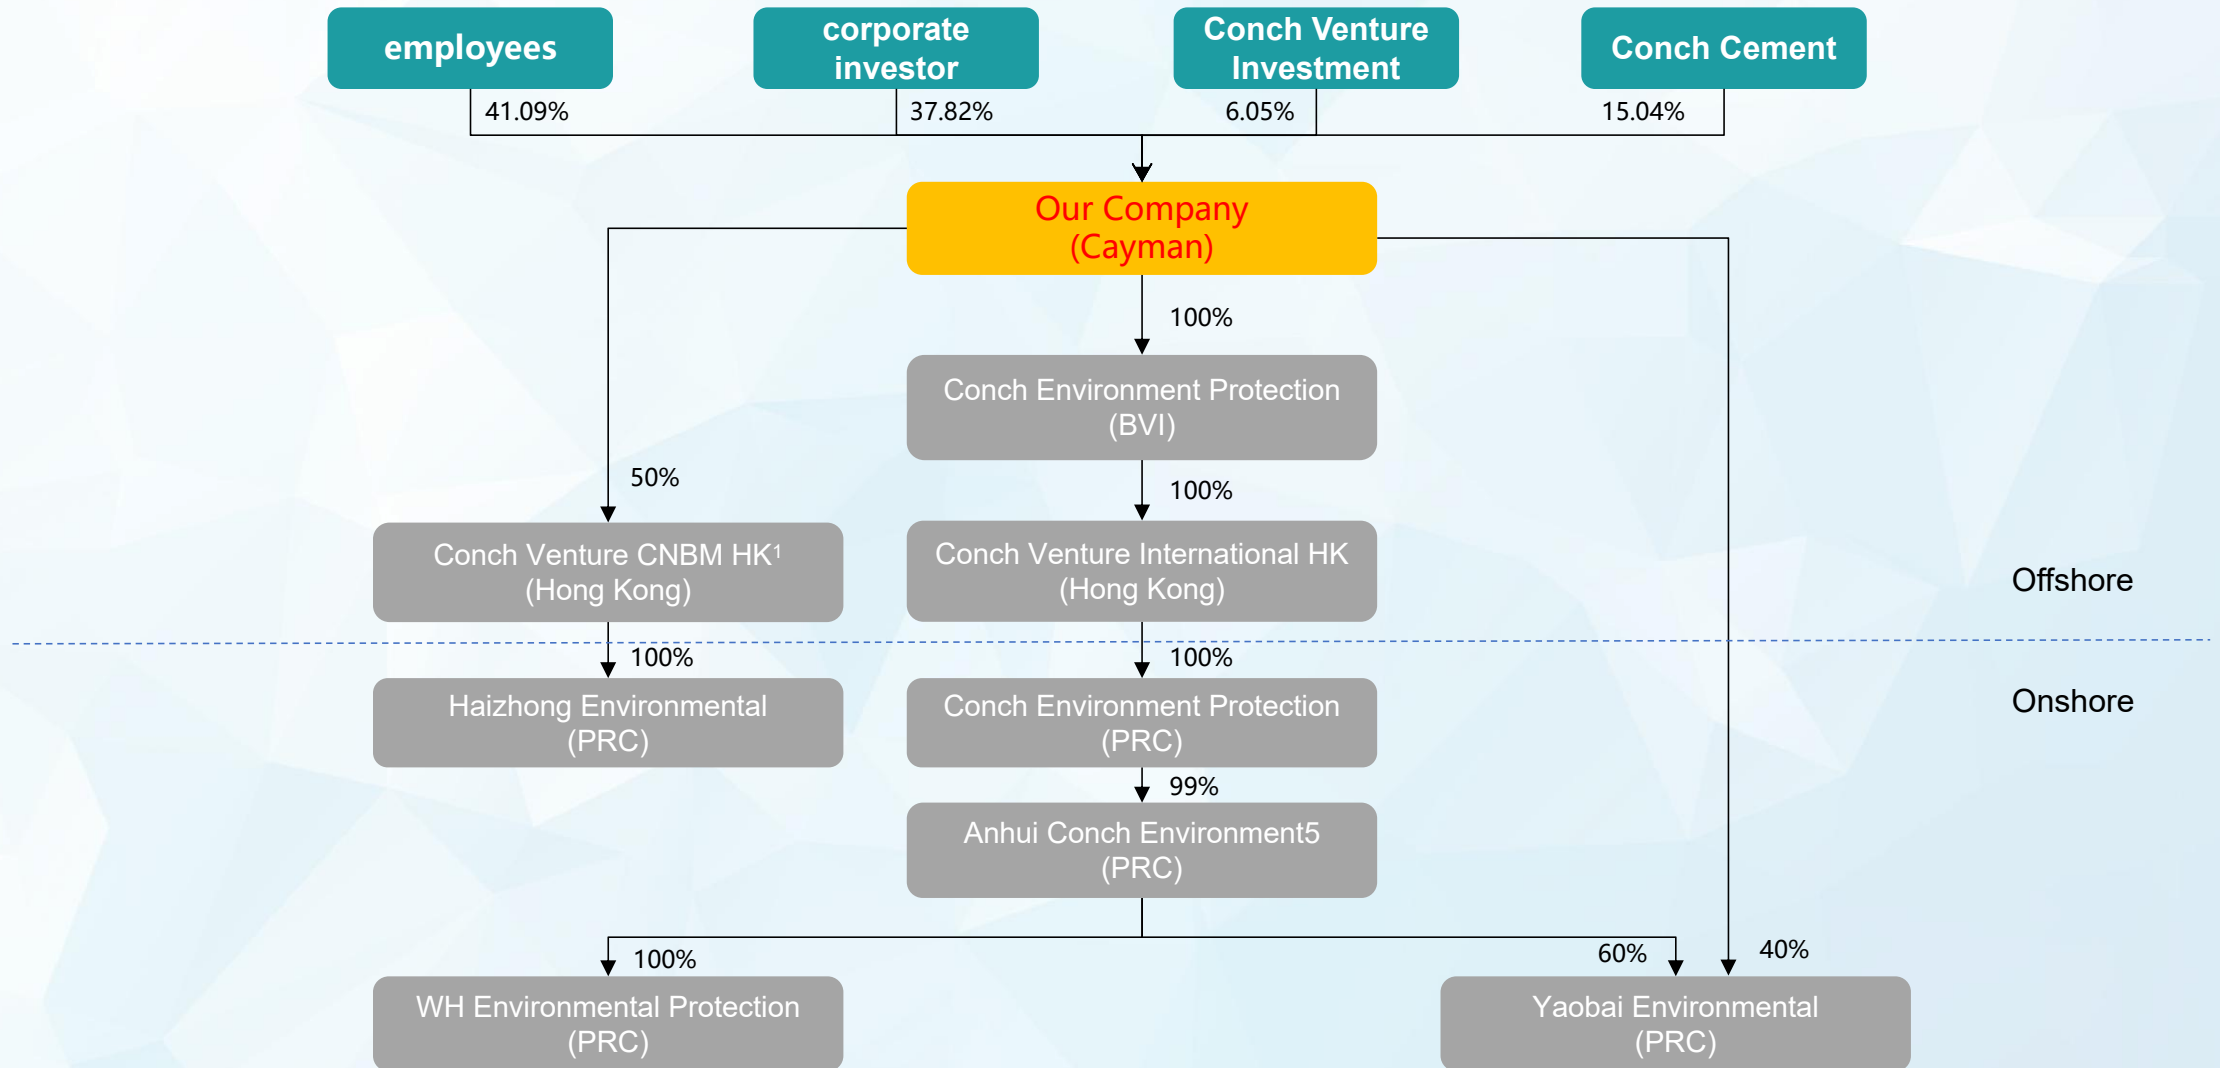 employees
corporate
investor
Conch Venture
Investment
Conch Cement
41.09%
37.82%
6.05%
15.04%
Our Company
(Cayman)
100%
Conch Environment Protection
(BVI)
50%
100%
Conch Venture CNBM HK¹
(Hong Kong)
Conch Venture International HK
(Hong Kong)
Offshore
100%
100%
Haizhong Environmental
(PRC)
Conch Environment Protection
(PRC)
Onshore
99%
Anhui Conch Environment5
(PRC)
100%
60%
40%
WH Environmental Protection
(PRC)
Yaobai Environmental
(PRC)